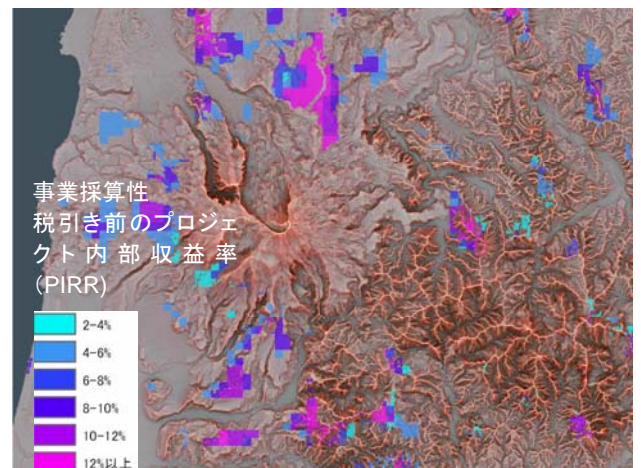 事業採算性
税引き前のプロジェ
クト内部収益率
(PIRR)
2-4%
4-6%
6-8%
8-10%
10-12%
12%以上